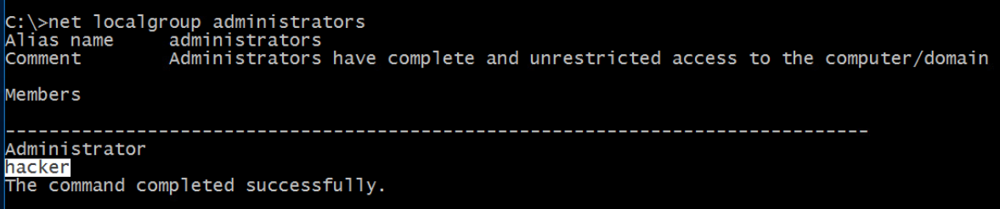 C:\>net localgroup administrators
Alias name     administrators
Comment        Administrators have complete and unrestricted access to the computer/domain
Members
-------------------------------------------------------------------------------
Administrator
hacker
The command completed successfully.